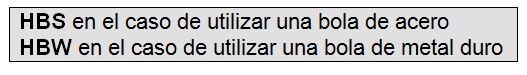 HBS en el caso de utilizar una bola de acero
HBW en el caso de utilizar una bola de metal duro